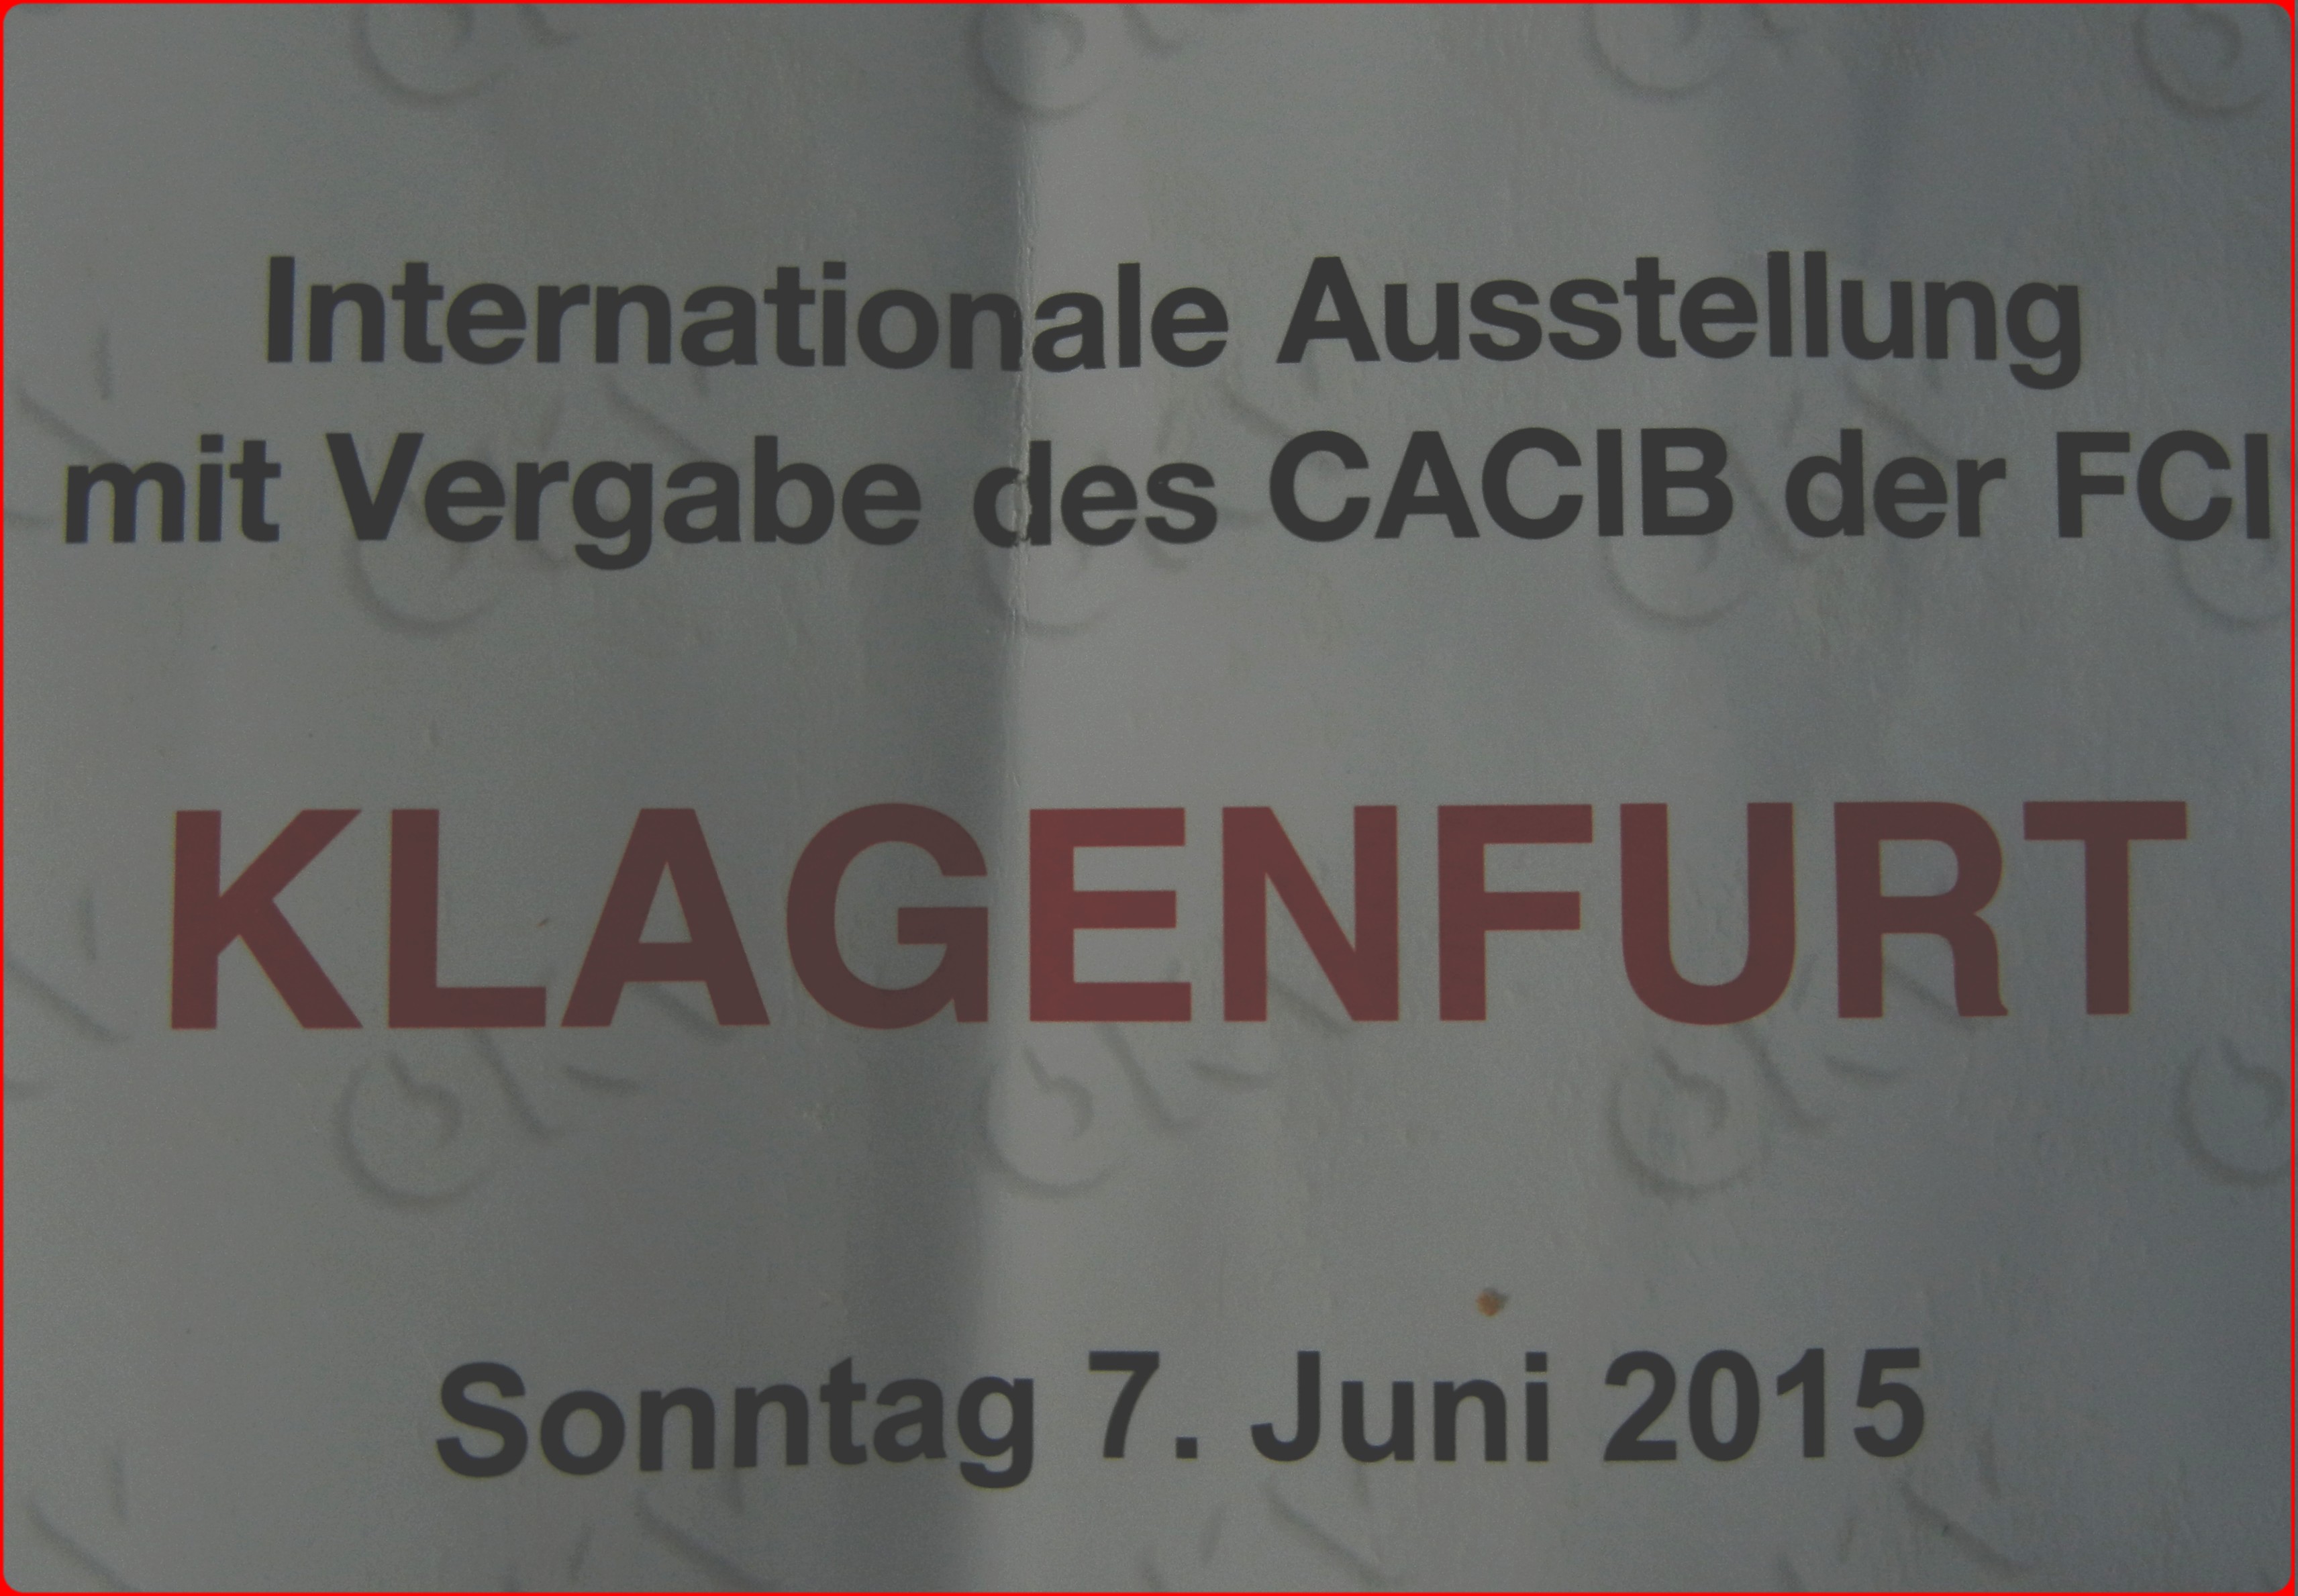 Internationale Ausstellung
mit Vergabe des CACIB der FCI
KLAGENFURT
Sonntag 7. Juni 2015